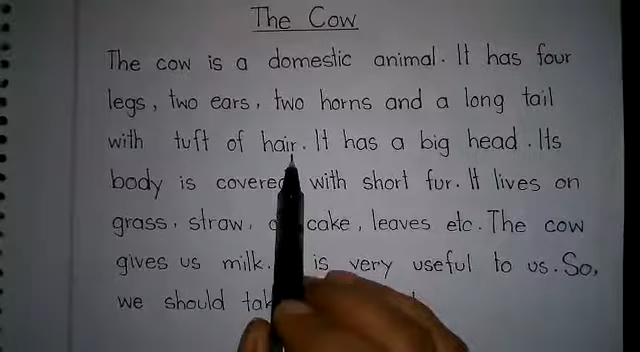 The Cow
The cow is a domestic animal. It has four
legs, two ears, two horns and a long tail
with tuft of hair. It has a big head. Its
body is covered with short fur. It lives on
grass, straw, cake, leaves etc. The cow
gives us milk. is very useful to us. So,
we should